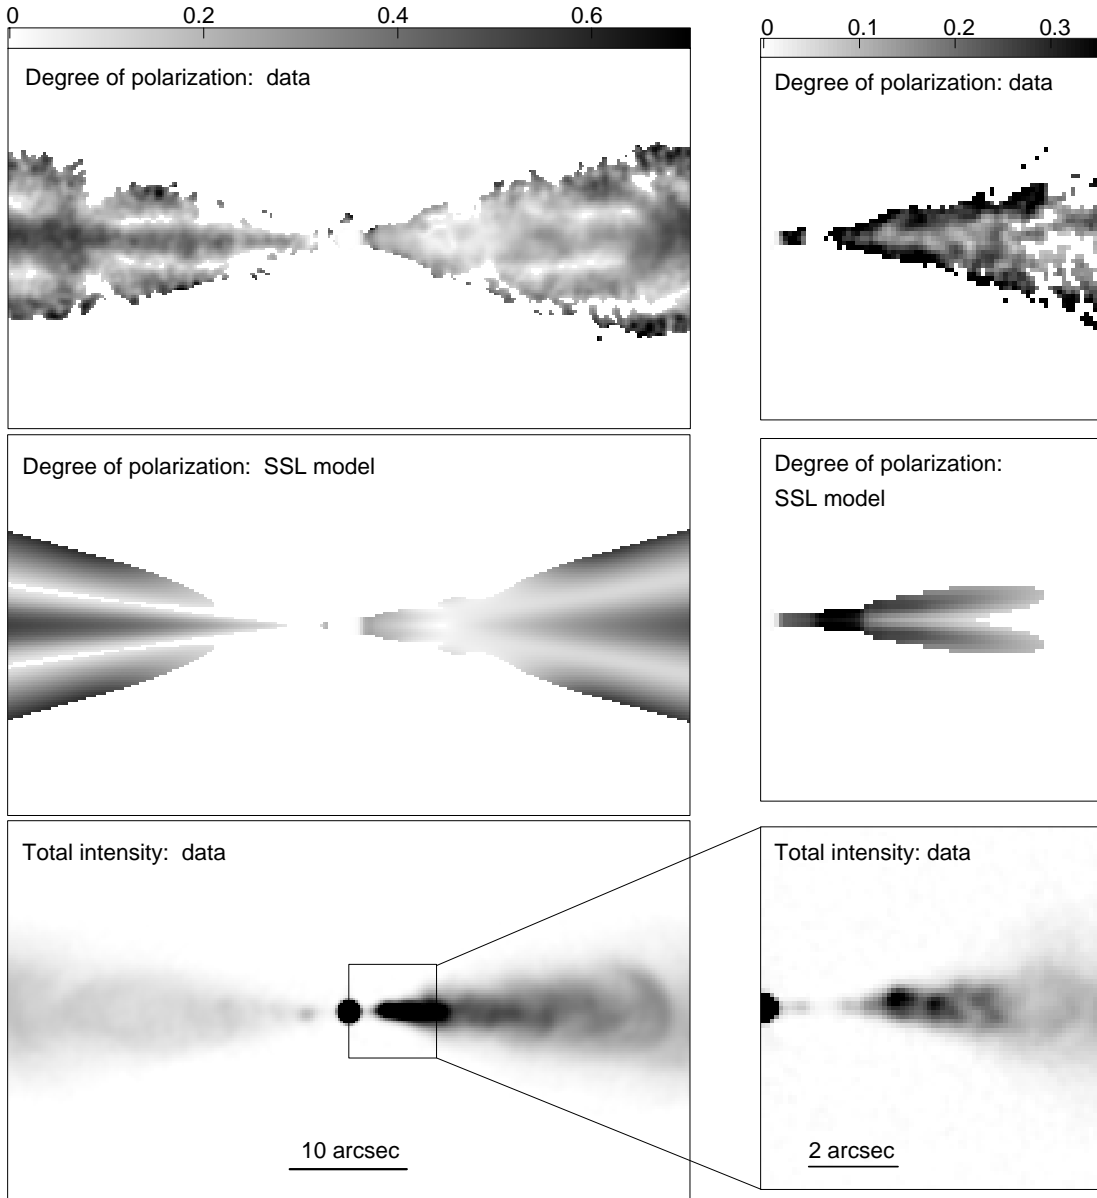 0 0.2 0.4 0.6
Degree of polarization: data
0 0.1 0.2 0.3
Degree of polarization: data
Degree of polarization: SSL model
Degree of polarization:
SSL model
Total intensity: data
10 arcsec
Total intensity: data
2 arcsec